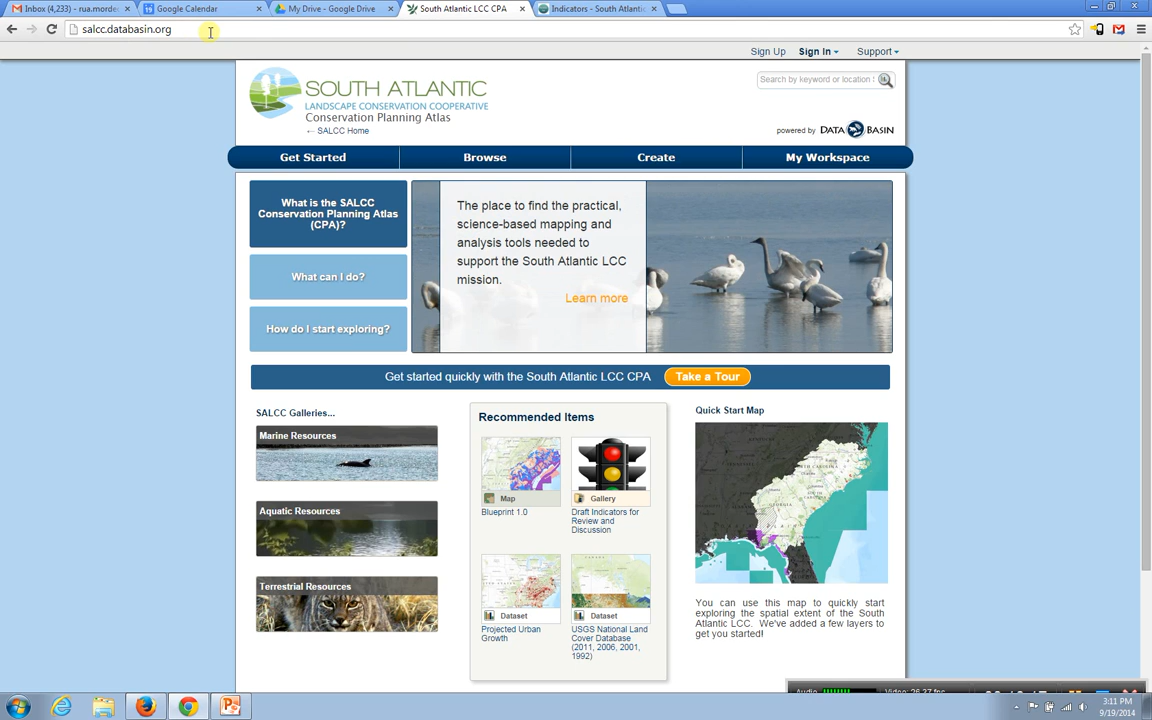 Inbox (4,233) - rua.mordec
Google Calendar
My Drive - Google Drive
South Atlantic LCC CPA
Indicators - South Atlantic
salcc.databasin.org
Sign Up
Sign In
Support
SOUTH ATLANTIC
LANDSCAPE CONSERVATION COOPERATIVE
Conservation Planning Atlas
← SALCC Home
Search by keyword or location :
powered by DATA BASIN
Get Started
Browse
Create
My Workspace
What is the SALCC
Conservation Planning Atlas
(CPA)?
What can I do?
How do I start exploring?
The place to find the practical,
science-based mapping and
analysis tools needed to
support the South Atlantic LCC
mission.
Learn more
Get started quickly with the South Atlantic LCC CPA
Take a Tour
SALCC Galleries...
Marine Resources
Aquatic Resources
Terrestrial Resources
Recommended Items
Map
Blueprint 1.0
Gallery
Draft Indicators for
Review and
Discussion
Dataset
Projected Urban
Growth
Dataset
USGS National Land
Cover Database
(2011, 2006, 2001,
1992)
Quick Start Map
You can use this map to quickly start
exploring the spatial extent of the South
Atlantic LCC. We've added a few layers to
get you started!
3:11 PM
9/19/2014